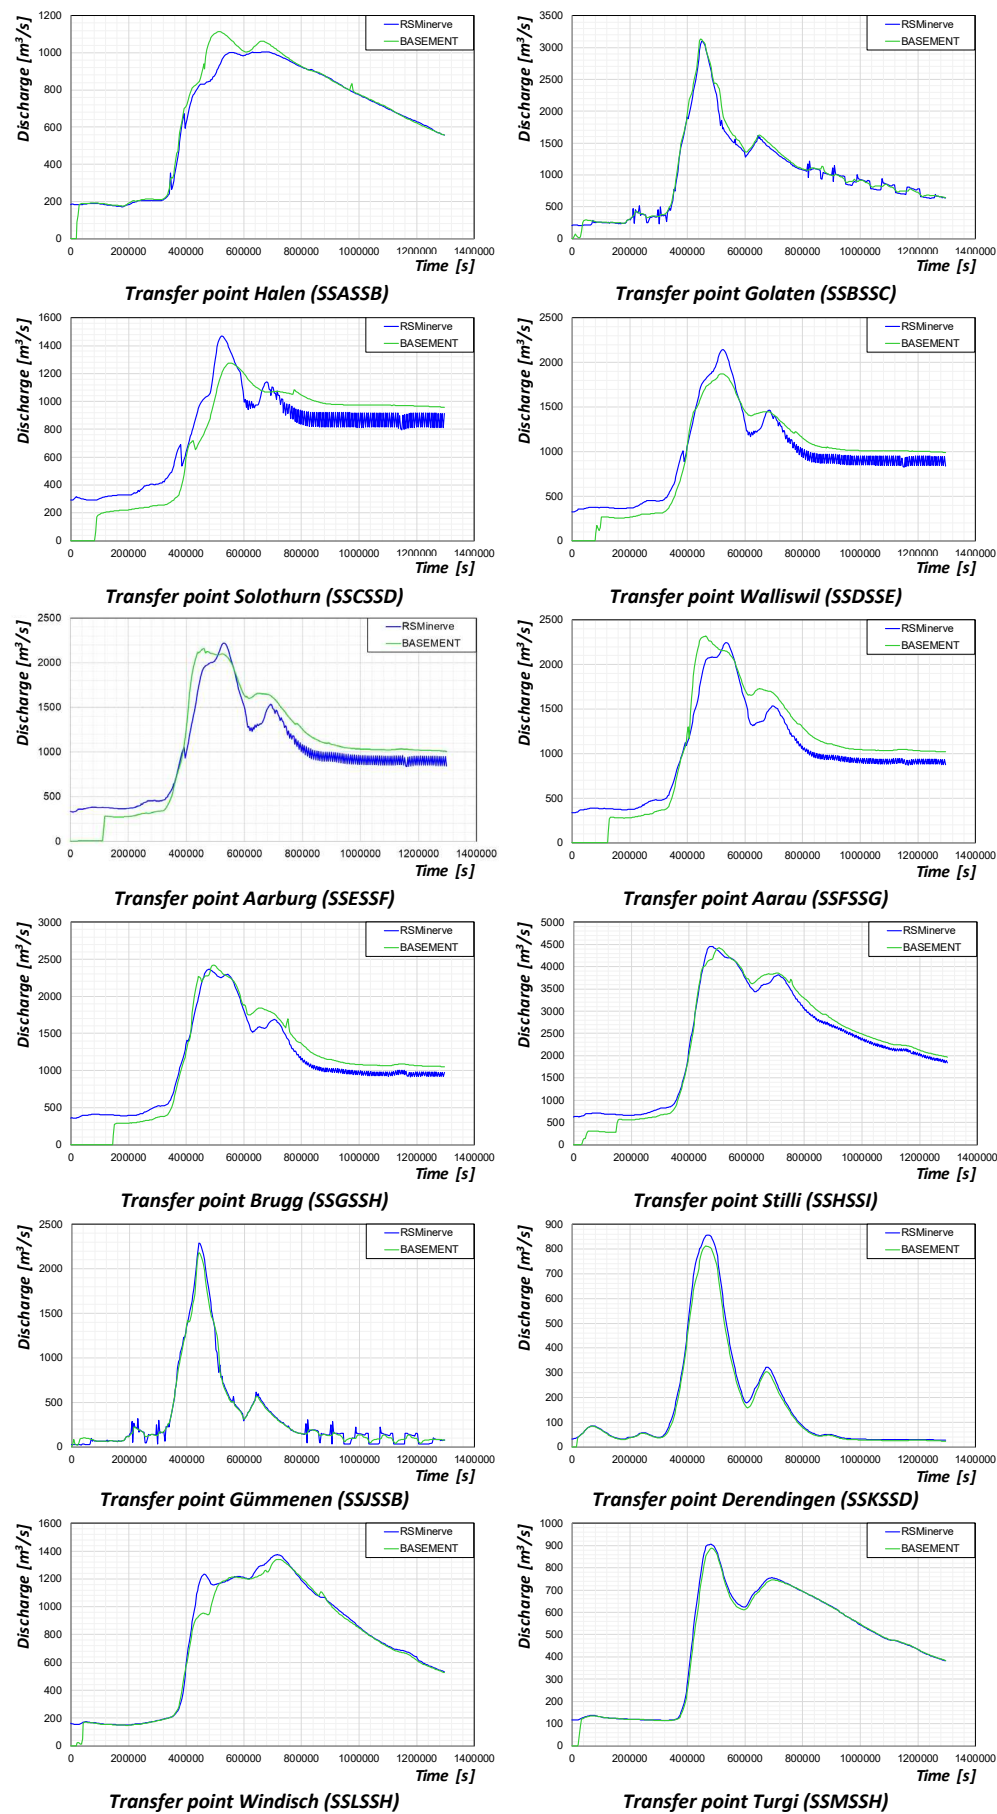 Discharge [m³/s]
1200
1000
800
600
400
200
0
RSMinerve
BASEMENT
0 200000 400000 600000 800000 1000000 1200000 1400000
Time [s]
Transfer point Halen (SSASSB)
Discharge [m³/s]
3500
3000
2500
2000
1500
1000
500
0
RSMinerve
BASEMENT
0 200000 400000 600000 800000 1000000 1200000 1400000
Time [s]
Transfer point Golaten (SSBSSC)
Discharge [m³/s]
1600
1400
1200
1000
800
600
400
200
0
RSMinerve
BASEMENT
0 200000 400000 600000 800000 1000000 1200000 1400000
Time [s]
Transfer point Solothurn (SSCSSD)
Discharge [m³/s]
2500
2000
1500
1000
500
0
RSMinerve
BASEMENT
0 200000 400000 600000 800000 1000000 1200000 1400000
Time [s]
Transfer point Walliswil (SSDSSE)
Discharge [m³/s]
2500
2000
1500
1000
500
0
RSMinerve
BASEMENT
0 200000 400000 600000 800000 1000000 1200000 1400000
Time [s]
Transfer point Aarburg (SSESSF)
Discharge [m³/s]
2500
2000
1500
1000
500
0
RSMinerve
BASEMENT
0 200000 400000 600000 800000 1000000 1200000 1400000
Time [s]
Transfer point Aarau (SSFSSG)
Discharge [m³/s]
3000
2500
2000
1500
1000
500
0
RSMinerve
BASEMENT
0 200000 400000 600000 800000 1000000 1200000 1400000
Time [s]
Transfer point Brugg (SSGSSH)
Discharge [m³/s]
5000
4500
4000
3500
3000
2500
2000
1500
1000
500
0
RSMinerve
BASEMENT
0 200000 400000 600000 800000 1000000 1200000 1400000
Time [s]
Transfer point Stilli (SSHSSI)
Discharge [m³/s]
2500
2000
1500
1000
500
0
RSMinerve
BASEMENT
0 200000 400000 600000 800000 1000000 1200000 1400000
Time [s]
Transfer point Gümmenen (SSJSSB)
Discharge [m³/s]
900
800
700
600
500
400
300
200
100
0
RSMinerve
BASEMENT
0 200000 400000 600000 800000 1000000 1200000 1400000
Time [s]
Transfer point Derendingen (SSKSSD)
Discharge [m³/s]
1600
1400
1200
1000
800
600
400
200
0
RSMinerve
BASEMENT
0 200000 400000 600000 800000 1000000 1200000 1400000
Time [s]
Transfer point Windisch (SSLSSH)
Discharge [m³/s]
1000
900
800
700
600
500
400
300
200
100
0
RSMinerve
BASEMENT
0 200000 400000 600000 800000 1000000 1200000 1400000
Time [s]
Transfer point Turgi (SSMSSH)